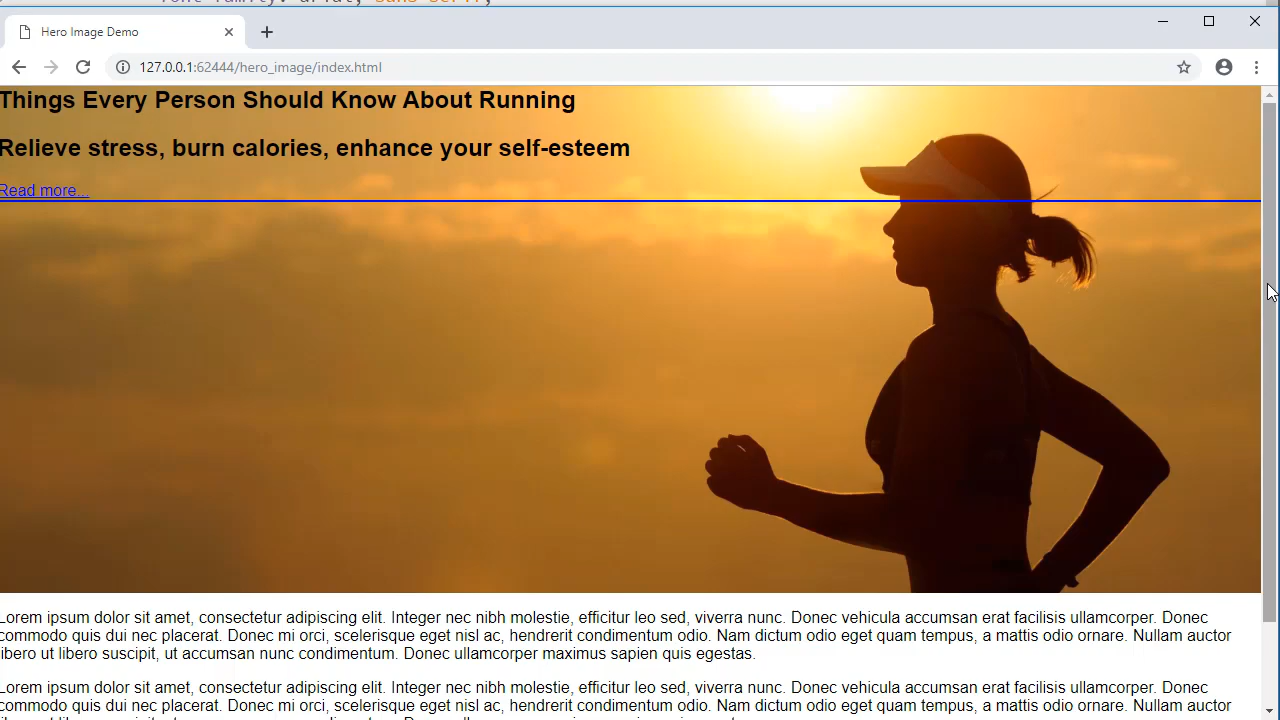 Hero Image Demo
127.0.0.1:62444/hero_image/index.html
Things Every Person Should Know About Running
Relieve stress, burn calories, enhance your self-esteem
Read more...
Lorem ipsum dolor sit amet, consectetur adipiscing elit. Integer nec nibh molestie, efficitur leo sed, viverra nunc. Donec vehicula accumsan erat facilisis ullamcorper. Donec
commodo quis dui nec placerat. Donec mi orci, scelerisque eget nisl ac, hendrerit condimentum odio. Nam dictum odio eget quam tempus, a mattis odio ornare. Nullam auctor
libero ut libero suscipit, ut accumsan nunc condimentum. Donec ullamcorper maximus sapien quis egestas.
Lorem ipsum dolor sit amet, consectetur adipiscing elit. Integer nec nibh molestie, efficitur leo sed, viverra nunc. Donec vehicula accumsan erat facilisis ullamcorper. Donec
commodo quis dui nec placerat. Donec mi orci, scelerisque eget nisl ac, hendrerit condimentum odio. Nam dictum odio eget quam tempus, a mattis odio ornare. Nullam auctor